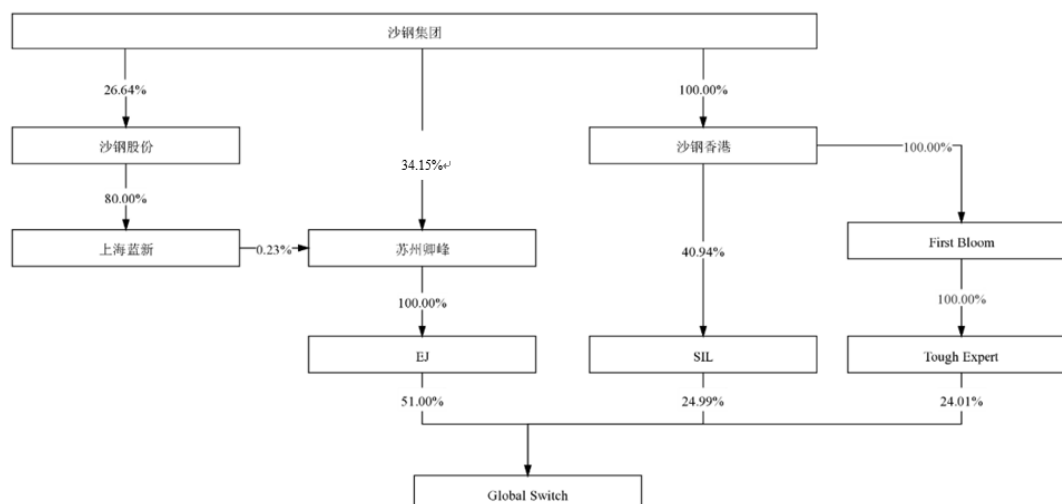 沙钢集团
26.64%
100.00%
沙钢股份
沙钢香港
34.15%↵
100.00%
80.00%
上海蓝新
0.23%
苏州卿峰
40.94%
First Bloom
100.00%
100.00%
EJ
SIL
Tough Expert
51.00%
24.99%
24.01%
Global Switch